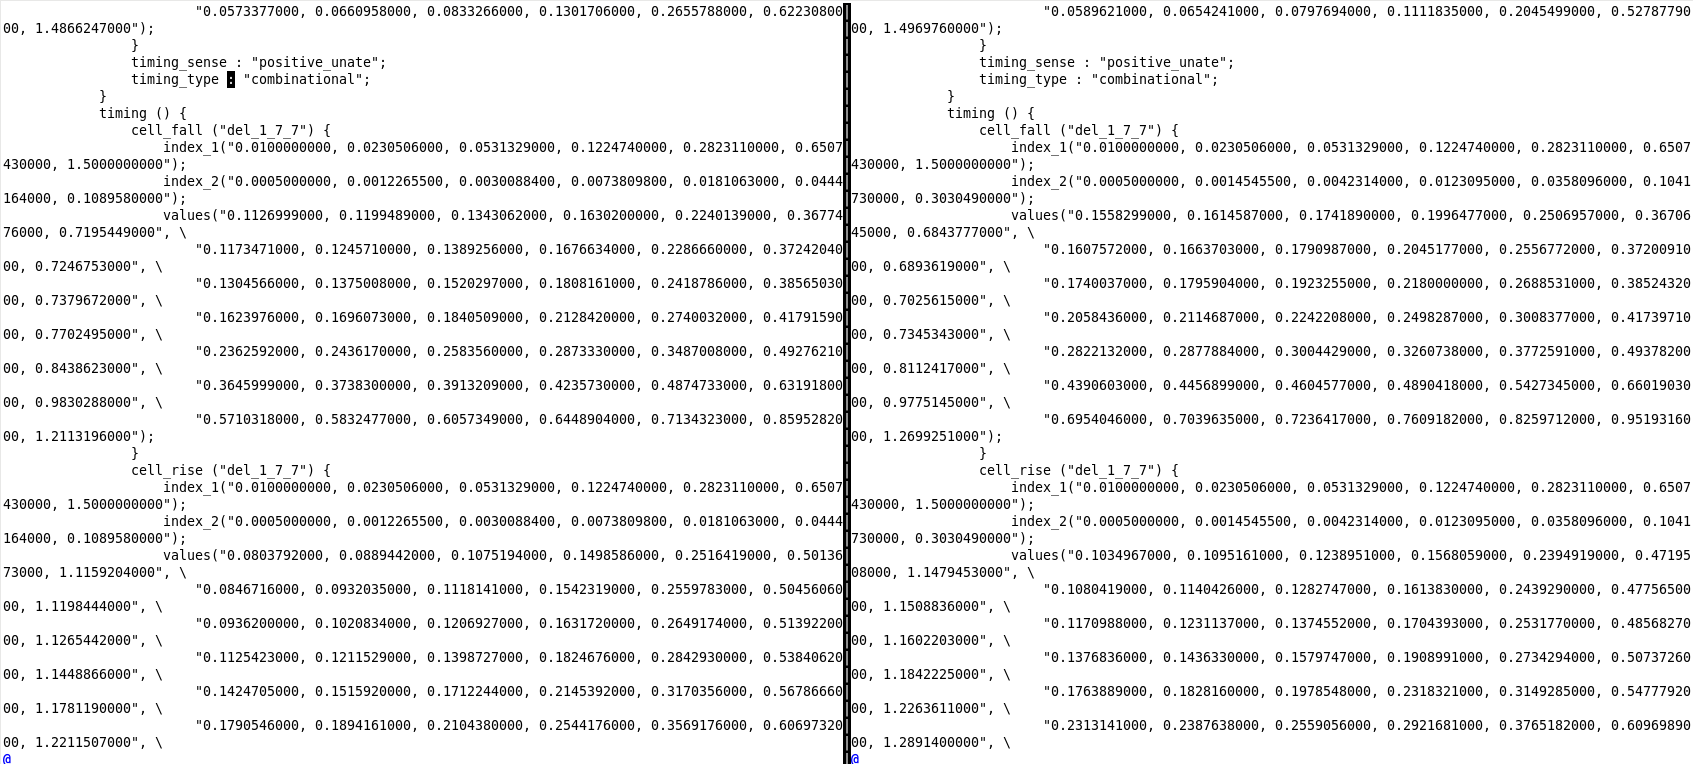 "0.0573377000, 0.0660958000, 0.0833266000, 0.1301706000, 0.2655788000, 0.62230800
00, 1.4866247000");
}
timing_sense : "positive_unate";
timing_type : "combinational";
}
timing () {
cell_fall ("del_1_7_7") {
index_1("0.0100000000, 0.0230506000, 0.0531329000, 0.1224740000, 0.2823110000, 0.6507
430000, 1.5000000000");
index_2("0.0005000000, 0.0012265500, 0.0030088400, 0.0073809800, 0.0181063000, 0.0444
164000, 0.1089580000");
values("0.1126999000, 0.1199489000, 0.1343062000, 0.1630200000, 0.2240139000, 0.36774
76000, 0.7195449000", \
"0.1173471000, 0.1245710000, 0.1389256000, 0.1676634000, 0.2286660000, 0.37242040
00, 0.7246753000", \
"0.1304566000, 0.1375008000, 0.1520297000, 0.1808161000, 0.2418786000, 0.38565030
00, 0.7379672000", \
"0.1623976000, 0.1696073000, 0.1840509000, 0.2128420000, 0.2740032000, 0.41791590
00, 0.7702495000", \
"0.2362592000, 0.2436170000, 0.2583560000, 0.2873330000, 0.3487008000, 0.49276210
00, 0.8438623000", \
"0.3645999000, 0.3738300000, 0.3913209000, 0.4235730000, 0.4874733000, 0.63191800
00, 0.9830288000", \
"0.5710318000, 0.5832477000, 0.6057349000, 0.6448904000, 0.7134323000, 0.85952820
00, 1.2113196000");
}
cell_rise ("del_1_7_7") {
index_1("0.0100000000, 0.0230506000, 0.0531329000, 0.1224740000, 0.2823110000, 0.6507
430000, 1.5000000000");
index_2("0.0005000000, 0.0012265500, 0.0030088400, 0.0073809800, 0.0181063000, 0.0444
164000, 0.1089580000");
values("0.0803792000, 0.0889442000, 0.1075194000, 0.1498586000, 0.2516419000, 0.50136
73000, 1.1159204000", \
"0.0846716000, 0.0932035000, 0.1118141000, 0.1542319000, 0.2559783000, 0.50456060
00, 1.1198444000", \
"0.0936200000, 0.1020834000, 0.1206927000, 0.1631720000, 0.2649174000, 0.51392200
00, 1.1265442000", \
"0.1125423000, 0.1211529000, 0.1398727000, 0.1824676000, 0.2842930000, 0.53840620
00, 1.1448866000", \
"0.1424705000, 0.1515920000, 0.1712244000, 0.2145392000, 0.3170356000, 0.56786660
00, 1.1781190000", \
"0.1790546000, 0.1894161000, 0.2104380000, 0.2544176000, 0.3569176000, 0.60697320
00, 1.2211507000", \
@
"0.0589621000, 0.0654241000, 0.0797694000, 0.1111835000, 0.2045499000, 0.52787790
00, 1.4969760000");
}
timing_sense : "positive_unate";
timing_type : "combinational";
}
timing () {
cell_fall ("del_1_7_7") {
index_1("0.0100000000, 0.0230506000, 0.0531329000, 0.1224740000, 0.2823110000, 0.6507
430000, 1.5000000000");
index_2("0.0005000000, 0.0014545500, 0.0042314000, 0.0123095000, 0.0358096000, 0.1041
730000, 0.3030490000");
values("0.1558299000, 0.1614587000, 0.1741890000, 0.1996477000, 0.2506957000, 0.36706
45000, 0.6843777000", \
"0.1607572000, 0.1663703000, 0.1790987000, 0.2045177000, 0.2556772000, 0.37200910
00, 0.6893619000", \
"0.1740037000, 0.1795904000, 0.1923255000, 0.2180000000, 0.2688531000, 0.38524320
00, 0.7025615000", \
"0.2058436000, 0.2114687000, 0.2242208000, 0.2498287000, 0.3008377000, 0.41739710
00, 0.7345343000", \
"0.2822132000, 0.2877884000, 0.3004429000, 0.3260738000, 0.3772591000, 0.49378200
00, 0.8112417000", \
"0.4390603000, 0.4456899000, 0.4604577000, 0.4890418000, 0.5427345000, 0.66019030
00, 0.9775145000", \
"0.6954046000, 0.7039635000, 0.7236417000, 0.7609182000, 0.8259712000, 0.95193160
00, 1.2699251000");
}
cell_rise ("del_1_7_7") {
index_1("0.0100000000, 0.0230506000, 0.0531329000, 0.1224740000, 0.2823110000, 0.6507
430000, 1.5000000000");
index_2("0.0005000000, 0.0014545500, 0.0042314000, 0.0123095000, 0.0358096000, 0.1041
730000, 0.3030490000");
values("0.1034967000, 0.1095161000, 0.1238951000, 0.1568059000, 0.2394919000, 0.47195
08000, 1.1479453000", \
"0.1080419000, 0.1140426000, 0.1282747000, 0.1613830000, 0.2439290000, 0.47756500
00, 1.1508836000", \
"0.1170988000, 0.1231137000, 0.1374552000, 0.1704393000, 0.2531770000, 0.48568270
00, 1.1602203000", \
"0.1376836000, 0.1436330000, 0.1579747000, 0.1908991000, 0.2734294000, 0.50737260
00, 1.1842225000", \
"0.1763889000, 0.1828160000, 0.1978548000, 0.2318321000, 0.3149285000, 0.54777920
00, 1.2263611000", \
"0.2313141000, 0.2387638000, 0.2559056000, 0.2921681000, 0.3765182000, 0.60969890
00, 1.2891400000", \
@